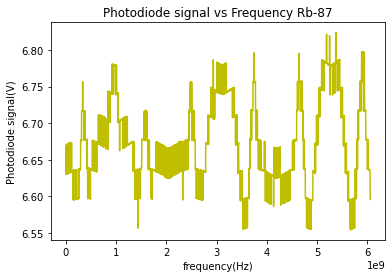 Photodiode signal vs Frequency Rb-87
Photodiode signal(V)
6.80
6.75
6.70
6.65
6.60
6.55
0 1 2 3 4 5 6
1e9
frequency(Hz)